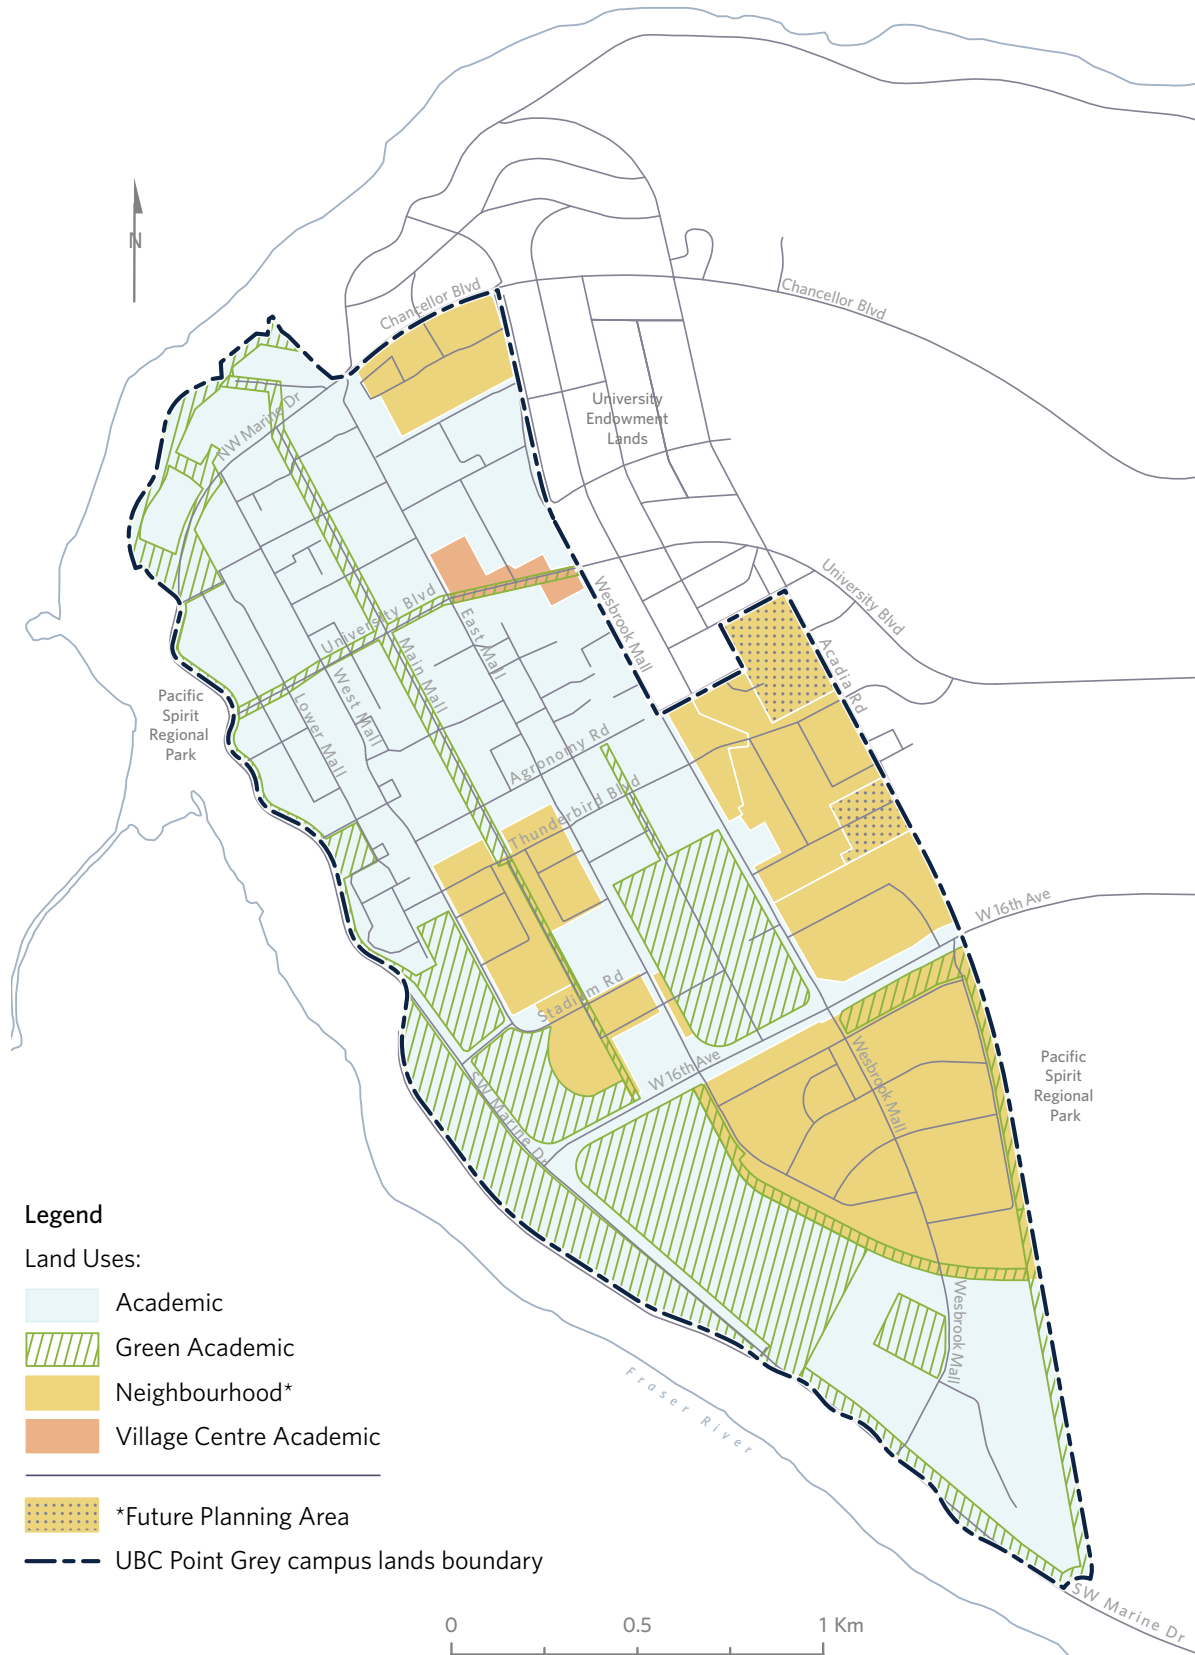 N
Chancellor Blvd
Chancellor Blvd
NW Marine Dr
University
Endowment
Lands
University Blvd
University Blvd
Wesbrook Mall
East Mall
Main Mall
West Mall
Lower Mall
Acadia Rd
Pacific
Spirit
Regional
Park
Agronomy Rd
Thunderbird Blvd
W 16th Ave
Stadium Rd
W 16th Ave
Wesbrook Mall
SW Marine Dr
Pacific
Spirit
Regional
Park
Wesbrook Mall
Fraser River
SW Marine Dr
Legend
Land Uses:
Academic
Green Academic
Neighbourhood*
Village Centre Academic
*Future Planning Area
UBC Point Grey campus lands boundary
0 0.5 1 Km